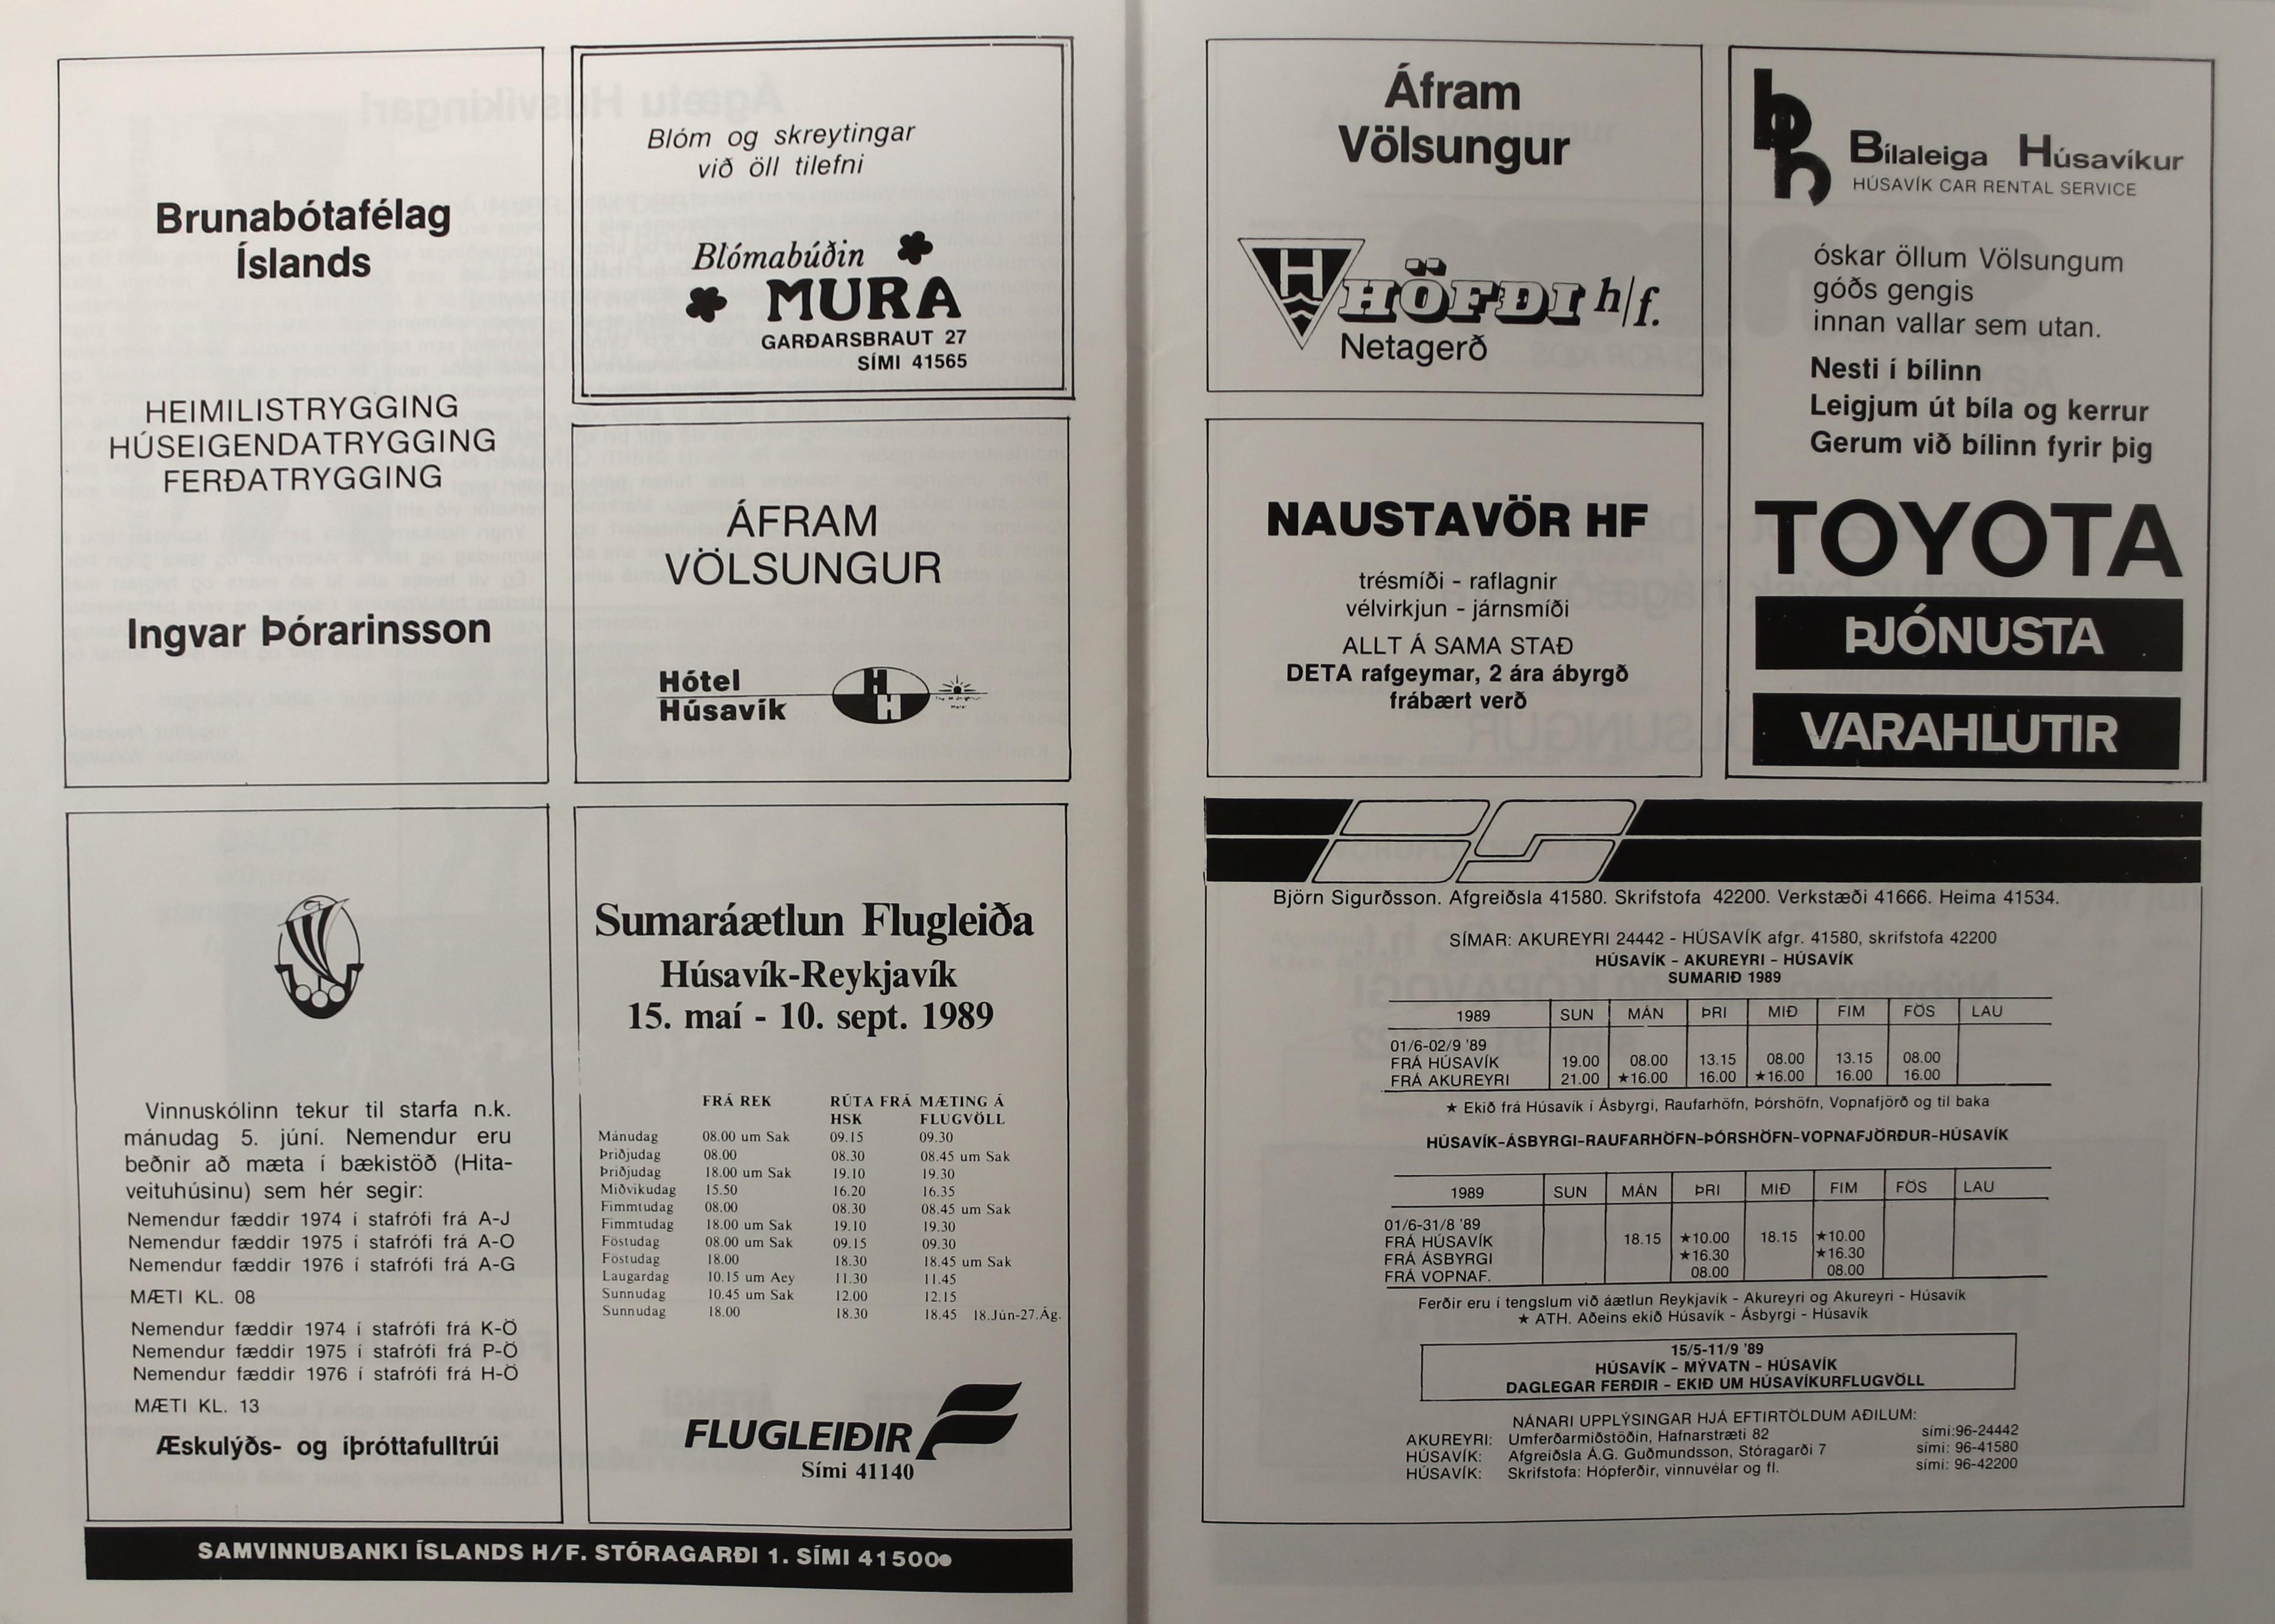 Brunabótafélag
Íslands
HEIMILISTRYGGING
HÚSEIGENDATRYGGING
FERÐATRYGGING
Ingvar Þórarinsson
Blóm og skreytingar
við öll tilefni
Blómabúðin
MURA
GARÐARSBRAUT 27
SÍMI 41565
ÁFRAM
VÖLSUNGUR
Hótel
Húsavík
HH
Vinnuskólinn tekur til starfa n.k.
mánudag 5. júní. Nemendur eru
beðnir að mæta í bækistöð (Hita-
veituhúsinu) sem hér segir:
Nemendur fæddir 1974 í stafrófi frá A-J
Nemendur fæddir 1975 í stafrófi frá A-O
Nemendur fæddir 1976 í stafrófi frá A-G
MÆTI KL. 08
Nemendur fæddir 1974 í stafrófi frá K-Ö
Nemendur fæddir 1975 í stafrófi frá P-Ö
Nemendur fæddir 1976 í stafrófi frá H-Ö
MÆTI KL. 13
Æskulýðs- og íþróttafulltrúi
Sumaráætlun Flugleiða
Húsavík-Reykjavík
15. maí - 10. sept. 1989
FRÁ REK RÚTA FRÁ MÆTING Á
HSK FLUGVÖLL
Mánudag 08.00 um Sak 09.15 09.30
Þriðjudag 08.00 08.30 08.45 um Sak
Þriðjudag 18.00 um Sak 19.10 19.30
Miðvikudag 15.50 16.20 16.35
Fimmtudag 08.00 08.30 08.45 um Sak
Fimmtudag 18.00 um Sak 19.10 19.30
Föstudag 08.00 um Sak 09.15 09.30
Föstudag 18.00 18.30 18.45 um Sak
Laugardag 10.15 um Aey 11.30 11.45
Sunnudag 10.45 um Sak 12.00 12.15
Sunnudag 18.00 18.30 18.45 18.Jún-27.Ág.
FLUGLEIÐIR
Sími 41140
SAMVINNUBANKI ÍSLANDS H/F. STÓRAGARÐI 1. SÍMI 41500
Áfram
Völsungur
H HÖFÐI h/f.
Netagerð
NAUSTAVÖR HF
trésmíði - raflagnir
vélvirkjun - járnsmíði
ALLT Á SAMA STAÐ
DETA rafgeymar, 2 ára ábyrgð
frábært verð
Bílaleiga Húsavíkur
HÚSAVÍK CAR RENTAL SERVICE
óskar öllum Völsungum
góðs gengis
innan vallar sem utan.
Nesti í bílinn
Leigjum út bíla og kerrur
Gerum við bílinn fyrir þig
TOYOTA
ÞJÓNUSTA
VARAHLUTIR
Björn Sigurðsson. Afgreiðsla 41580. Skrifstofa 42200. Verkstæði 41666. Heima 41534.
SÍMAR: AKUREYRI 24442 - HÚSAVÍK afgr. 41580, skrifstofa 42200
HÚSAVÍK - AKUREYRI - HÚSAVÍK
SUMARIÐ 1989
1989 SUN MÁN ÞRI MIÐ FIM FÖS LAU
01/6-02/9 '89
FRÁ HÚSAVÍK 19.00 08.00 13.15 08.00 13.15 08.00
FRÁ AKUREYRI 21.00 ★16.00 16.00 ★16.00 16.00 16.00
★ Ekið frá Húsavík í Ásbyrgi, Raufarhöfn, Þórshöfn, Vopnafjörð og til baka
HÚSAVÍK-ÁSBYRGI-RAUFARHÖFN-ÞÓRSHÖFN-VOPNAFJÖRÐUR-HÚSAVÍK
1989 SUN MÁN ÞRI MIÐ FIM FÖS LAU
01/6-31/8 '89
FRÁ HÚSAVÍK 18.15 ★10.00 18.15 ★10.00
FRÁ ÁSBYRGI ★16.30 ★16.30
FRÁ VOPNAF. 08.00 08.00
Ferðir eru í tengslum við áætlun Reykjavík - Akureyri og Akureyri - Húsavík
★ ATH. Aðeins ekið Húsavík - Ásbyrgi - Húsavík
15/5-11/9 '89
HÚSAVÍK - MÝVATN - HÚSAVÍK
DAGLEGAR FERÐIR - EKIÐ UM HÚSAVÍKURFLUGVÖLL
NÁNARI UPPLÝSINGAR HJÁ EFTIRTÖLDUM AÐILUM:
AKUREYRI: Umferðarmiðstöðin, Hafnarstræti 82 sími:96-24442
HÚSAVÍK: Afgreiðsla Á.G. Guðmundsson, Stóragarði 7 sími: 96-41580
HÚSAVÍK: Skrifstofa: Hópferðir, vinnuvélar og fl. sími: 96-42200